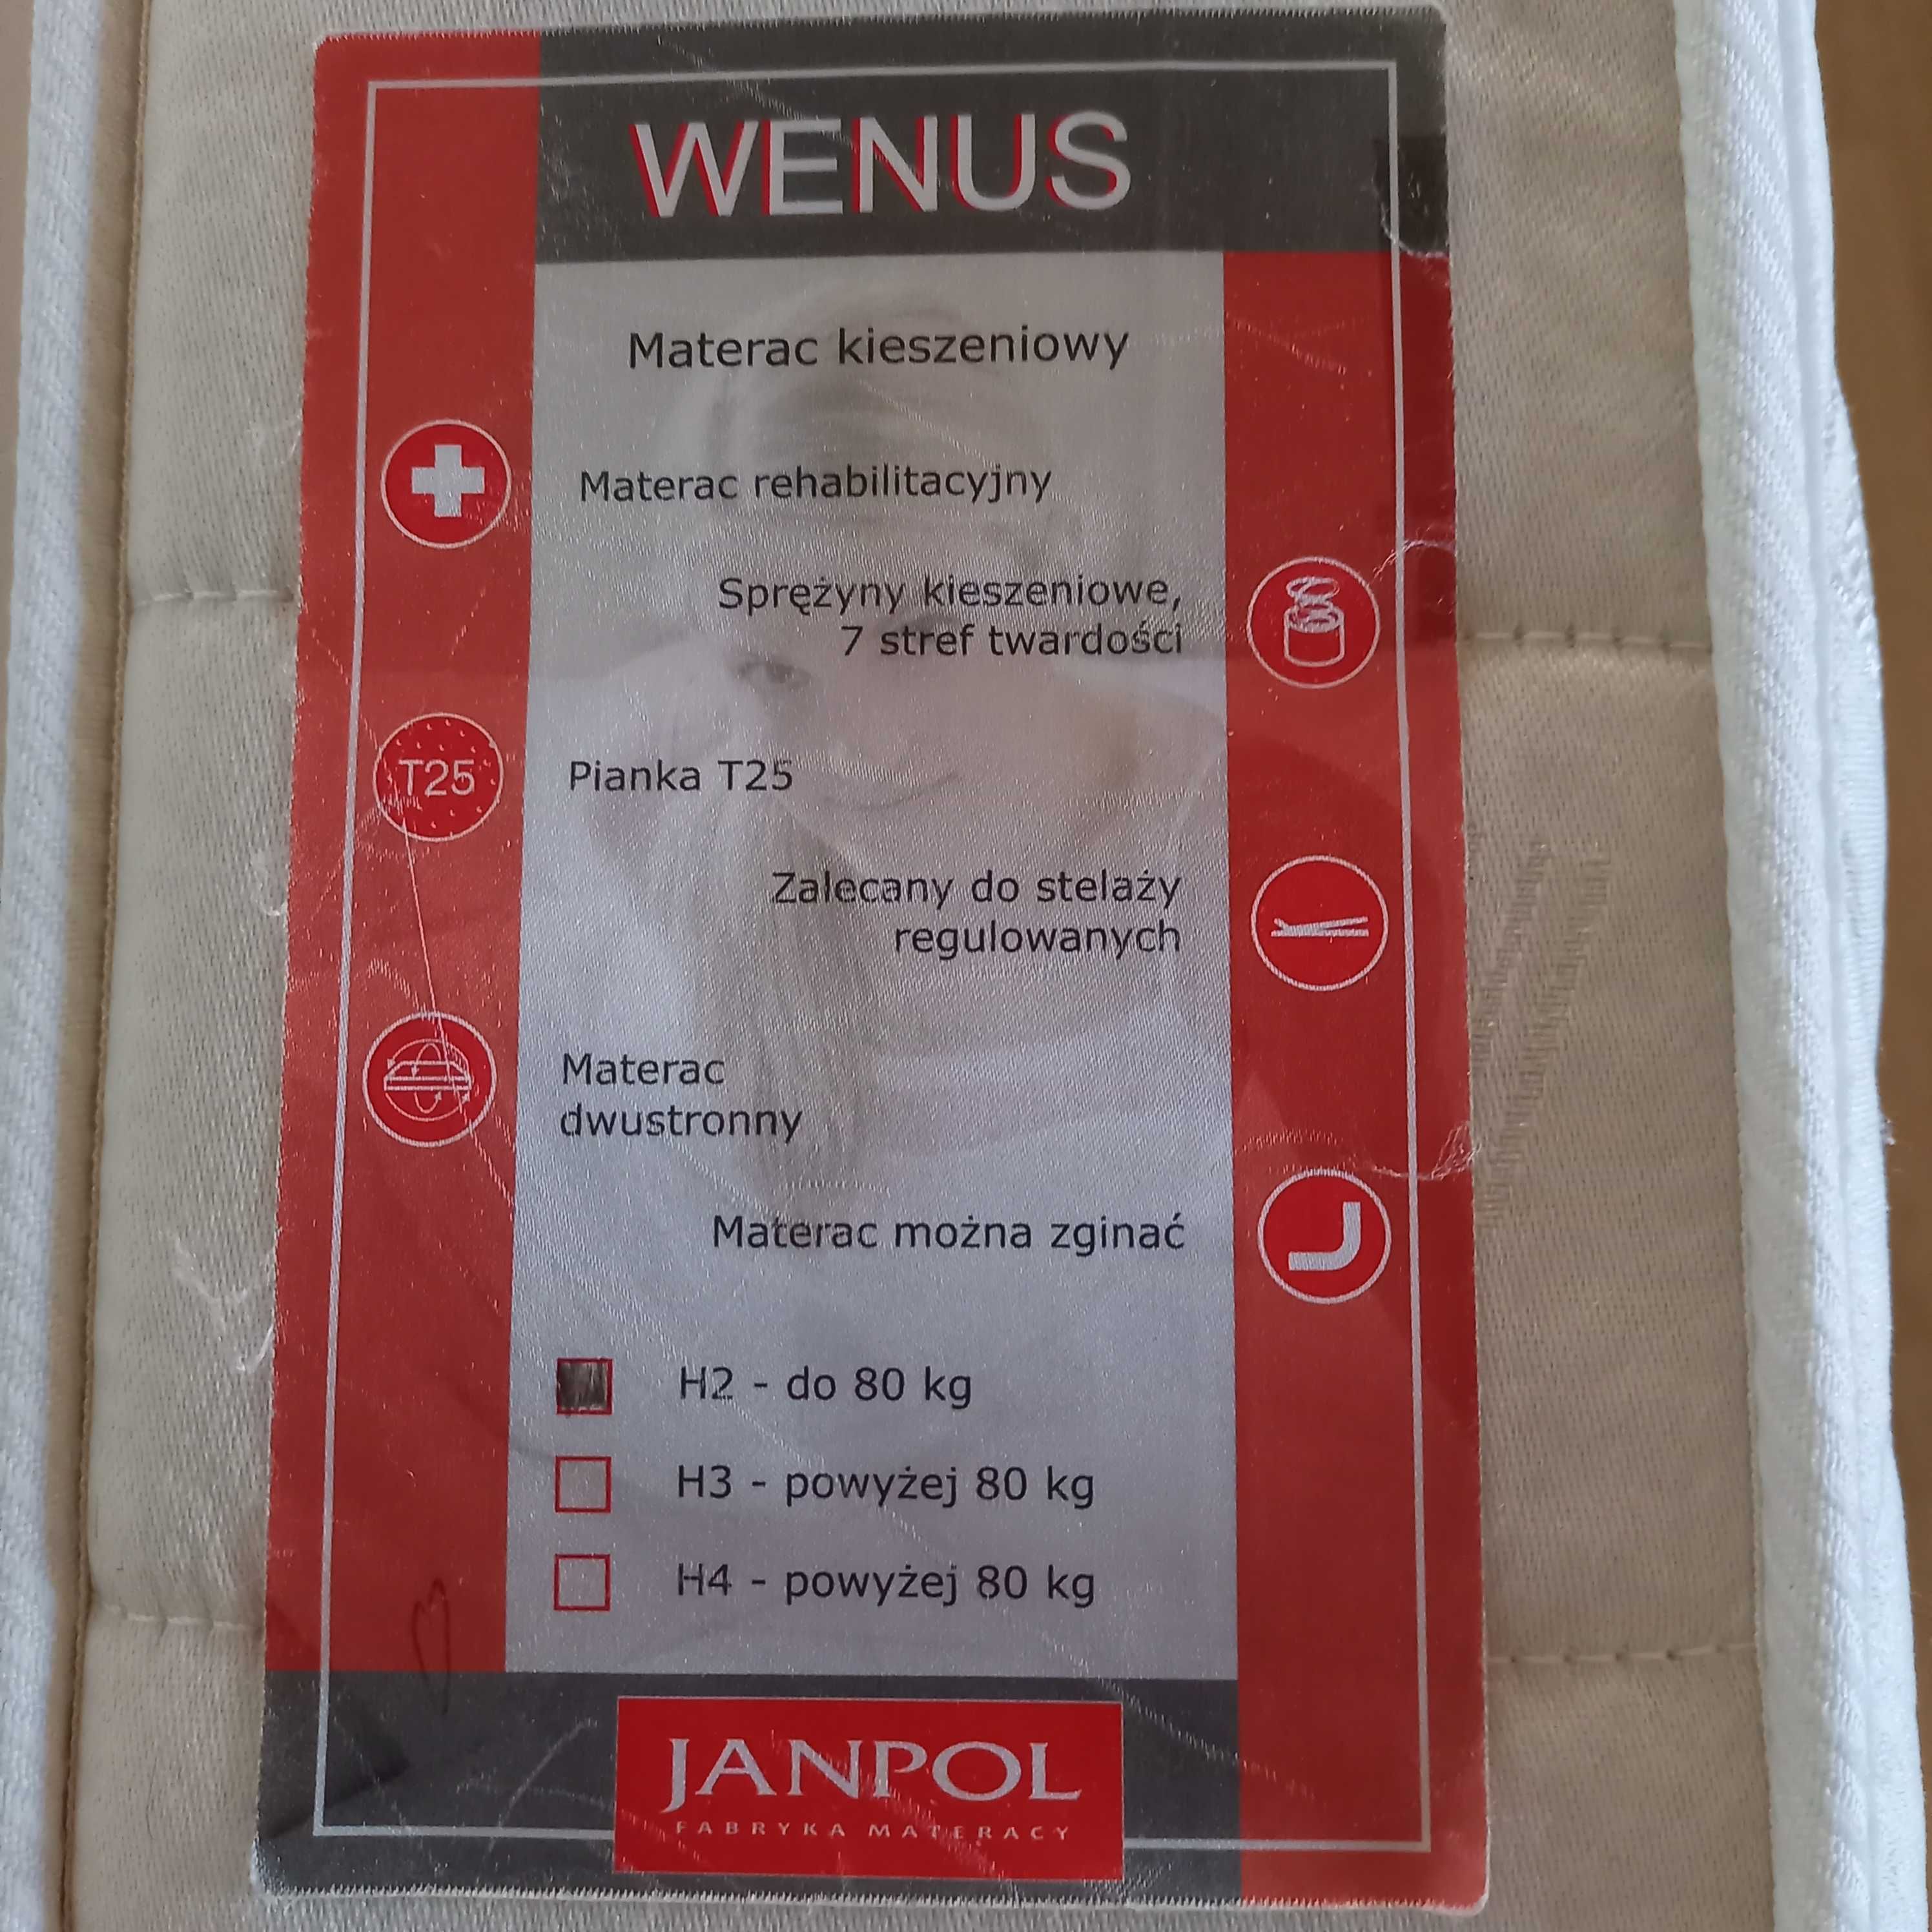 WENUS
Materac kieszeniowy
Materac rehabilitacyjny
Sprężyny kieszeniowe,
7 stref twardości
T25
Pianka T25
Zalecany do stelaży
regulowanych
Materac
dwustronny
Materac można zginać
H2 - do 80 kg
H3 - powyżej 80 kg
H4 - powyżej 80 kg
JANPOL
FABRYKA MATERACY